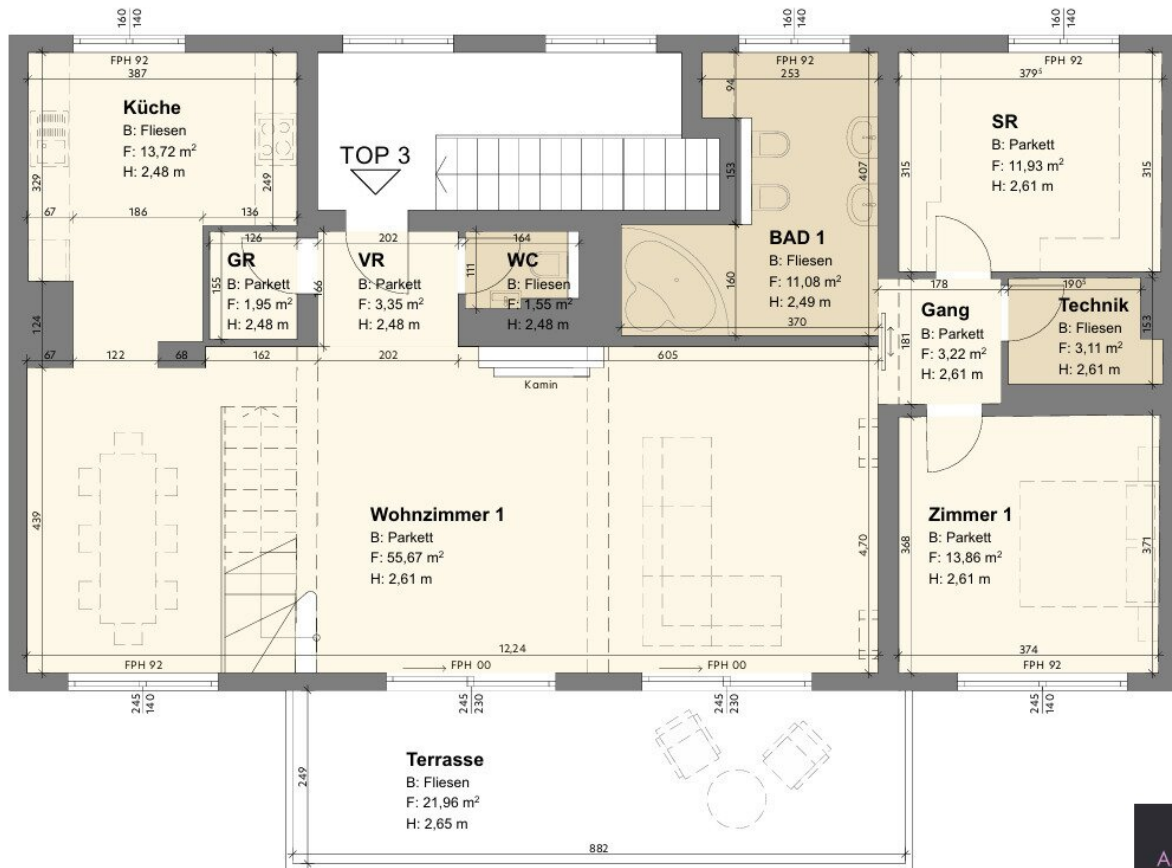 160
140
160
140
160
140
FPH 92
387
Küche
B: Fliesen
F: 13,72 m²
H: 2,48 m
329
249
67
186
136
TOP 3
FPH 92
253
94
153
407
BAD 1
B: Fliesen
F: 11,08 m²
H: 2,49 m
160
370
FPH 92
379⁵
SR
B: Parkett
F: 11,93 m²
H: 2,61 m
315
315
126
GR
B: Parkett
F: 1,95 m²
H: 2,48 m
155
166
202
VR
B: Parkett
F: 3,35 m²
H: 2,48 m
164
WC
B: Fliesen
F: 1,55 m²
H: 2,48 m
111
178
Gang
B: Parkett
F: 3,22 m²
H: 2,61 m
181
190⁵
Technik
B: Fliesen
F: 3,11 m²
H: 2,61 m
153
124
67
122
68
162
202
605
Kamin
439
Wohnzimmer 1
B: Parkett
F: 55,67 m²
H: 2,61 m
4,70
368
Zimmer 1
B: Parkett
F: 13,86 m²
H: 2,61 m
371
12,24
374
FPH 92
FPH 00
FPH 00
FPH 92
245
140
245
230
245
230
245
140
249
Terrasse
B: Fliesen
F: 21,96 m²
H: 2,65 m
882
A